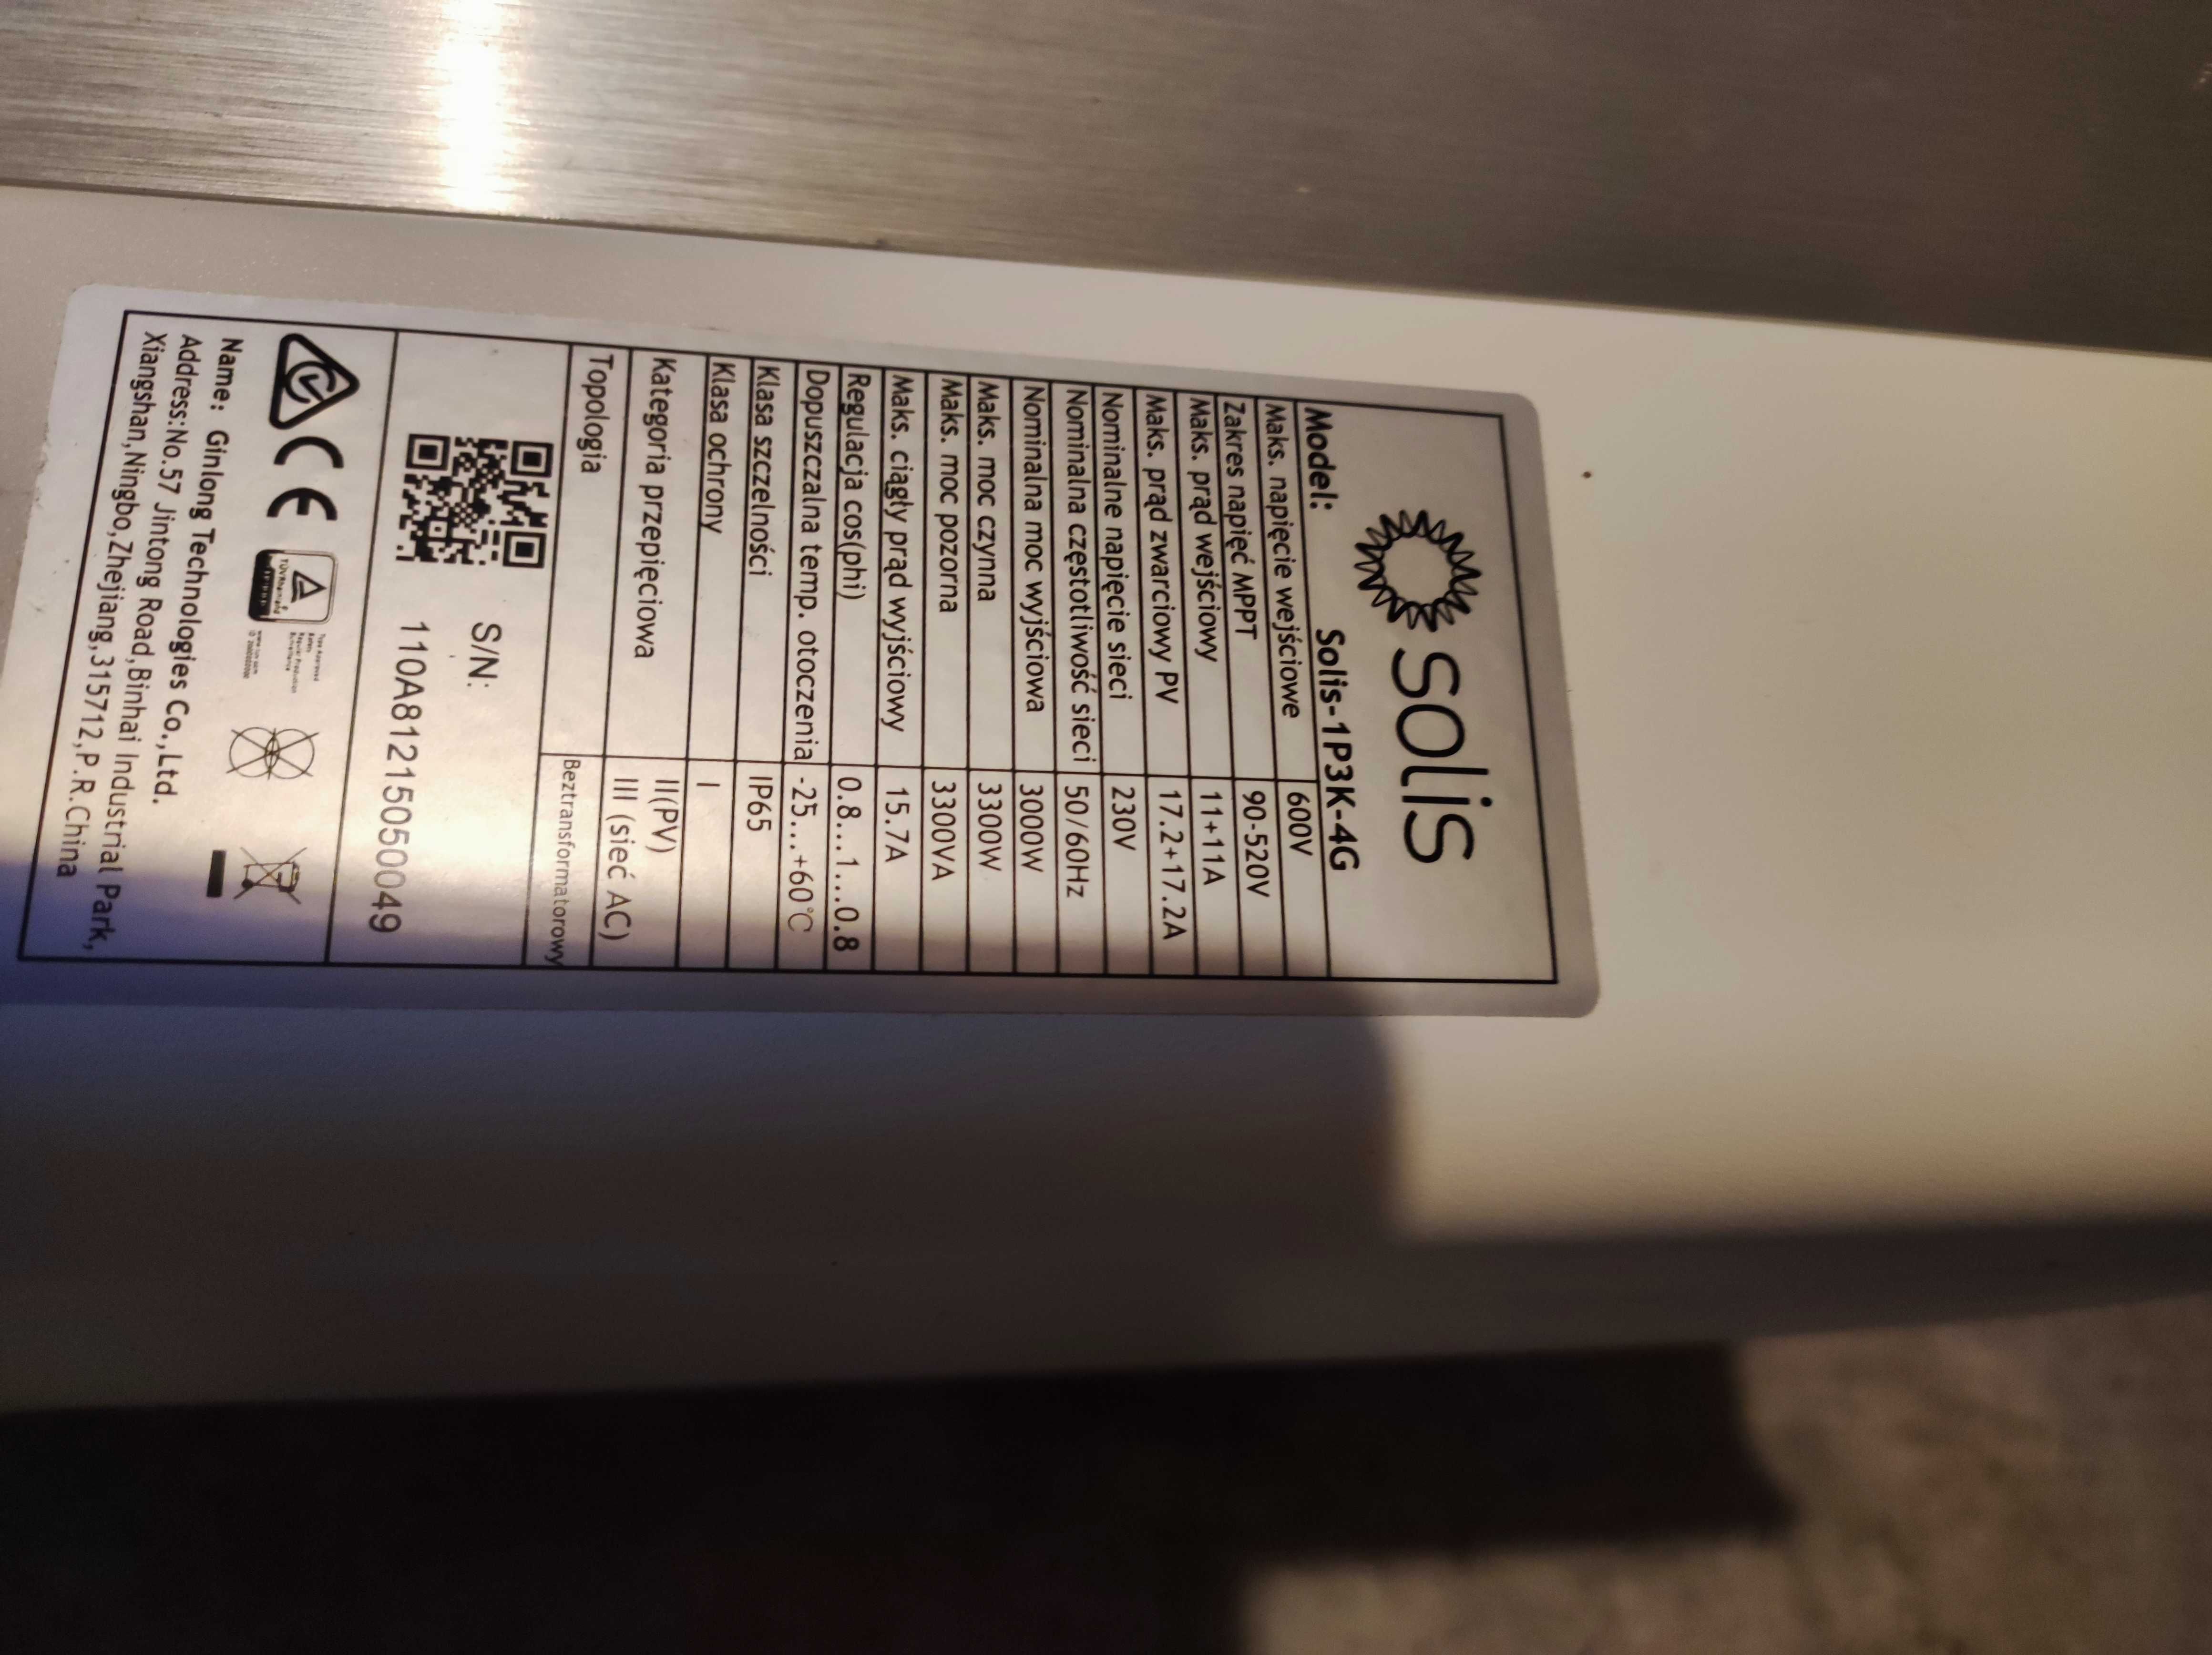 solis
Model: Solis-1P3K-4G
Maks. napięcie wejściowe 600V
Zakres napięć MPPT 90-520V
Maks. prąd wejściowy 11+11A
Maks. prąd zwarciowy PV 17.2+17.2A
Nominalne napięcie sieci 230V
Nominalna częstotliwość sieci 50/60Hz
Nominalna moc wyjściowa 3000W
Maks. moc czynna 3300W
Maks. moc pozorna 3300VA
Maks. ciągły prąd wyjściowy 15.7A
Regulacja cos(phi) 0.8...1...0.8
Dopuszczalna temp. otoczenia -25...+60℃
Klasa szczelności IP65
Klasa ochrony I
Kategoria przepięciowa II(PV)
III (sieć AC)
Topologia Beztransformatorowy
S/N:
110A81215050049
CE
TÜVRheinland
Name: Ginlong Technologies Co.,Ltd.
Address:No.57 Jintong Road,Binhai Industrial Park,
Xiangshan,Ningbo,Zhejiang,315712,P.R.China